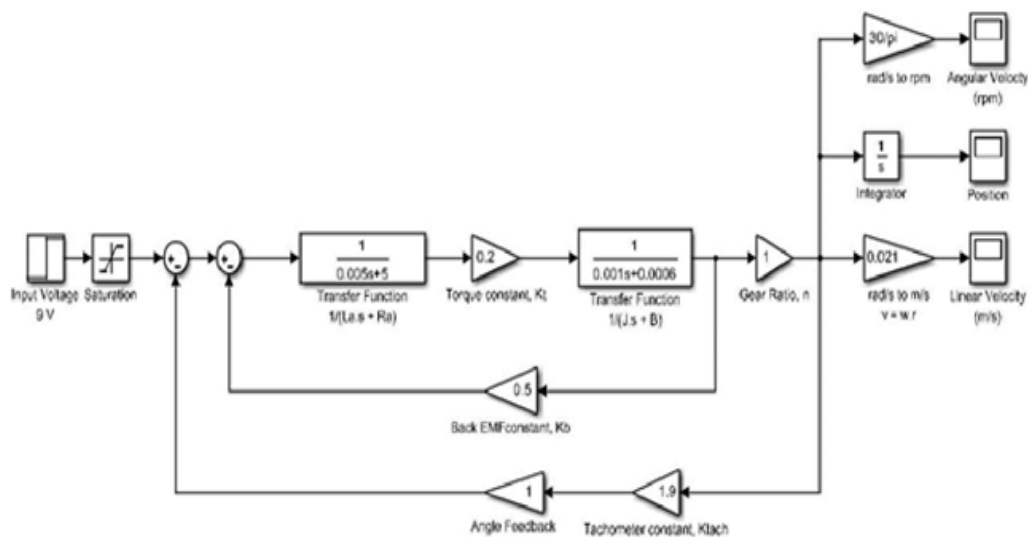 30/pi
rad/s to rpm
Angular Velocty
(rpm)
1
s
Integrator
Position
Input Voltage
9 V
Saturation
+
-
+
-
1
0.005s+5
Transfer Function
1/(La.s + Ra)
0.2
Torque constant, Kt
1
0.001s+0.0006
Transfer Function
1/(J.s + B)
1
Gear Ratio, n
0.021
rad/s to m/s
v = w.r
Linear Velocity
(m/s)
0.5
Back EMFconstant, Kb
1
Angle Feedback
1.9
Tachometer constant, Ktach